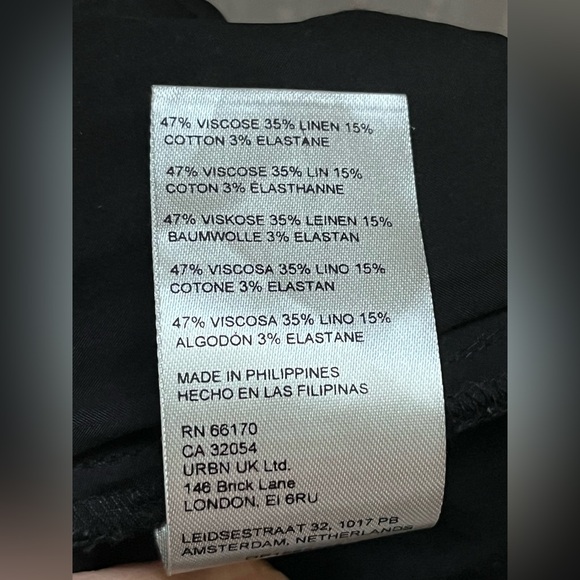 47% VISCOSE 35% LINEN 15%
COTTON 3% ELASTANE
47% VISCOSE 35% LIN 15%
COTON 3% ÉLASTHANNE
47% VISKOSE 35% LEINEN 15%
BAUMWOLLE 3% ELASTAN
47% VISCOSA 35% LINO 15%
COTONE 3% ELASTAN
47% VISCOSA 35% LINO 15%
ALGODÓN 3% ELASTANE
MADE IN PHILIPPINES
HECHO EN LAS FILIPINAS
RN 66170
CA 32054
URBN UK Ltd.
146 Brick Lane
LONDON, EI 6RU
LEIDSESTRAAT 32, 1017 PB
AMSTERDAM, NETHERLANDS